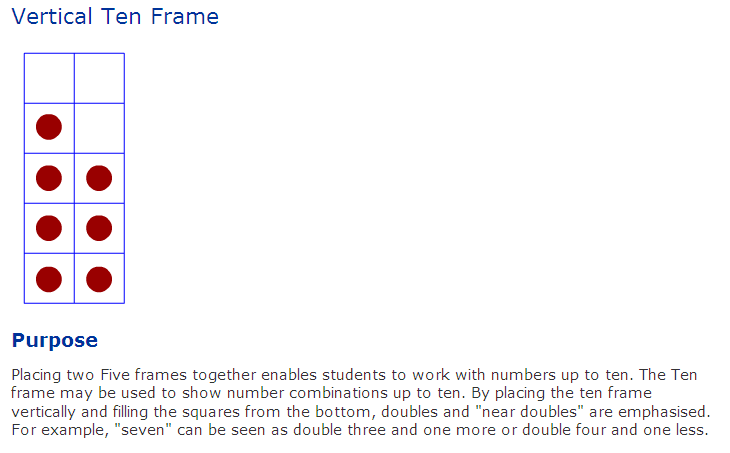 Vertical Ten Frame
Purpose
Placing two Five frames together enables students to work with numbers up to ten. The Ten
frame may be used to show number combinations up to ten. By placing the ten frame
vertically and filling the squares from the bottom, doubles and "near doubles" are emphasised.
For example, "seven" can be seen as double three and one more or double four and one less.